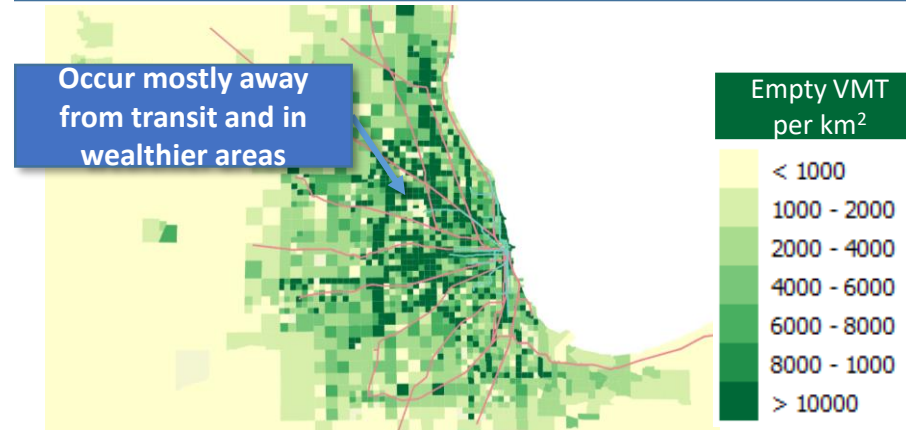 Occur mostly away
from transit and in
wealthier areas
Empty VMT
per km²
< 1000
1000 - 2000
2000 - 4000
4000 - 6000
6000 - 8000
8000 - 1000
> 10000